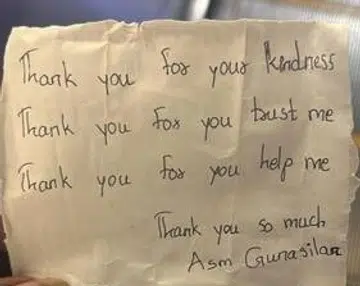 Thank you for your kindness
Thank you for you trust me
Thank you for you help me
Thank you so much
Asm Gunasilan